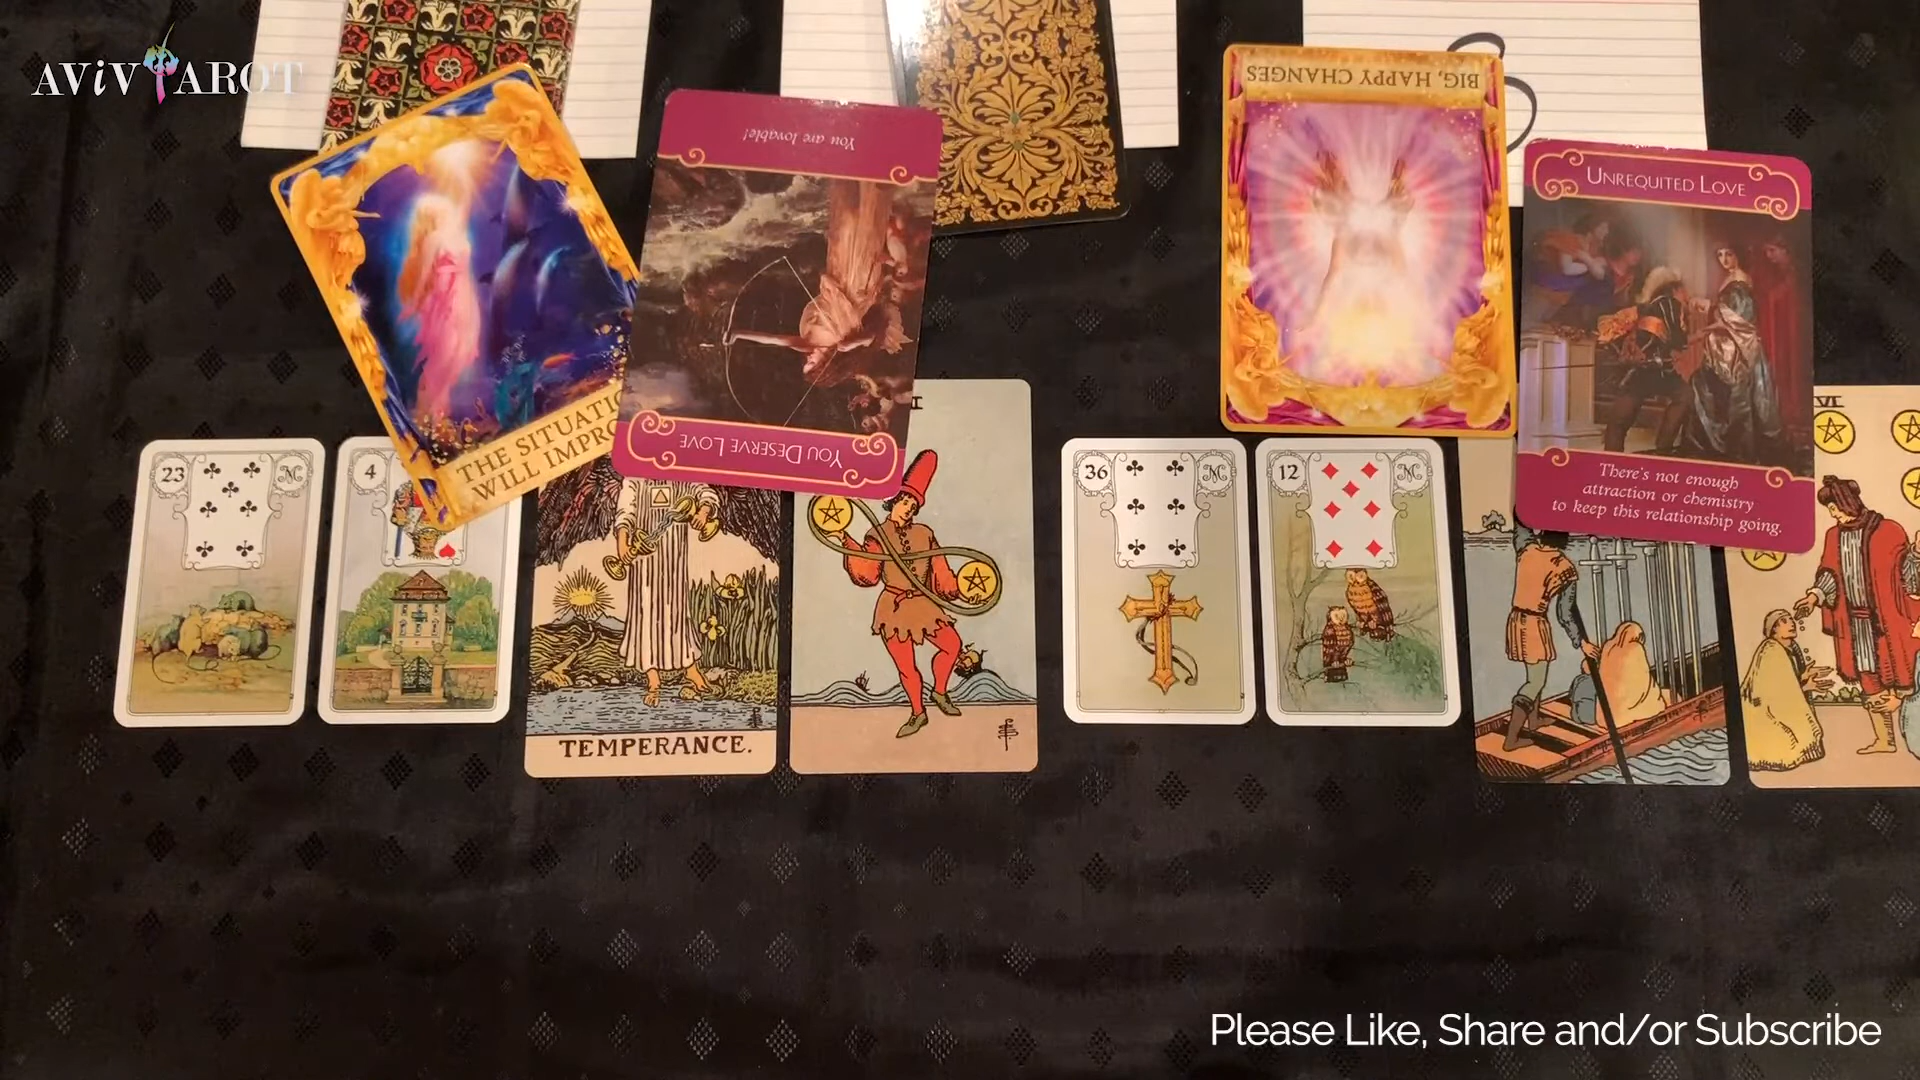 AViV TAROT
BIG, HAPPY CHANGES
You are lovable!
UNREQUITED LOVE
There's not enough
attraction or chemistry
to keep this relationship going.
THE SITUATI
WILL IMPRO
YOU DESERVE LOVE
I
VI
23
4
36
12
TEMPERANCE.
Please Like, Share and/or Subscribe